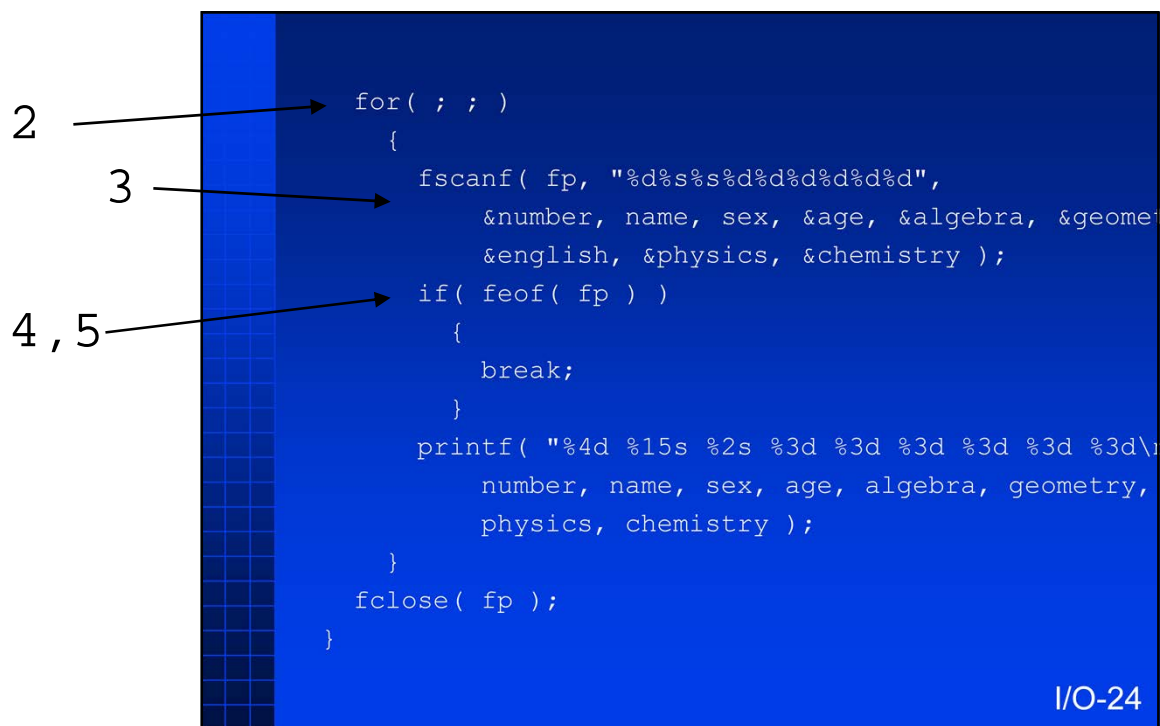 2
for( ; ; )
{
3
fscanf( fp, "%d%s%s%d%d%d%d%d%d",
&number, name, sex, &age, &algebra, &geomet
&english, &physics, &chemistry );
4,5
if( feof( fp ) )
{
break;
}
printf( "%4d %15s %2s %3d %3d %3d %3d %3d %3d\n
number, name, sex, age, algebra, geometry,
physics, chemistry );
}
fclose( fp );
}
I/O-24